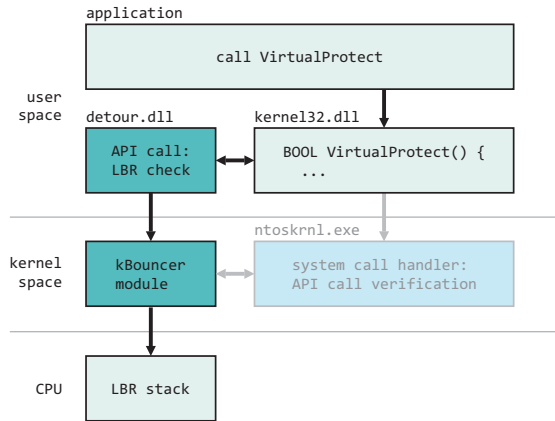 application
call VirtualProtect
user
space
detour.dll
kernel32.dll
API call:
LBR check
BOOL VirtualProtect() {
...
ntoskrnl.exe
kernel
space
kBouncer
module
system call handler:
API call verification
CPU
LBR stack